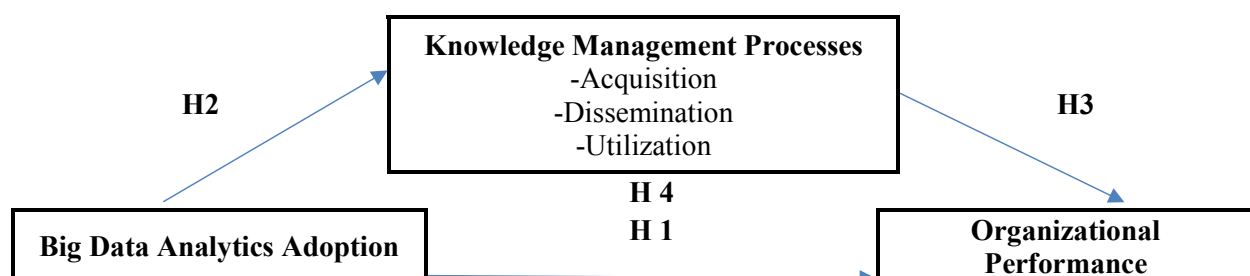 Knowledge Management Processes
-Acquisition
-Dissemination
-Utilization
H2
H3
H 4
H 1
Big Data Analytics Adoption
Organizational
Performance